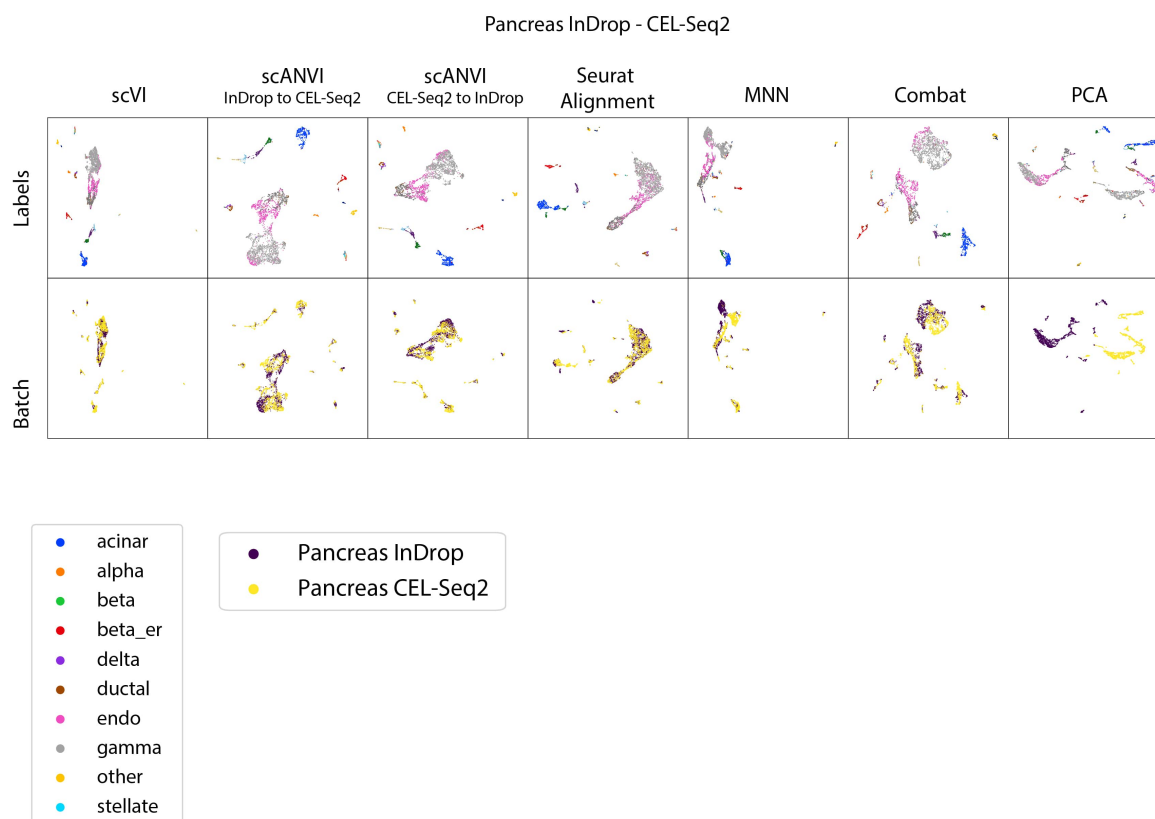 Pancreas InDrop - CEL-Seq2
scVI
scANVI
InDrop to CEL-Seq2
scANVI
CEL-Seq2 to InDrop
Seurat
Alignment
MNN
Combat
PCA
Labels
Batch
acinar
alpha
beta
beta_er
delta
ductal
endo
gamma
other
stellate
Pancreas InDrop
Pancreas CEL-Seq2